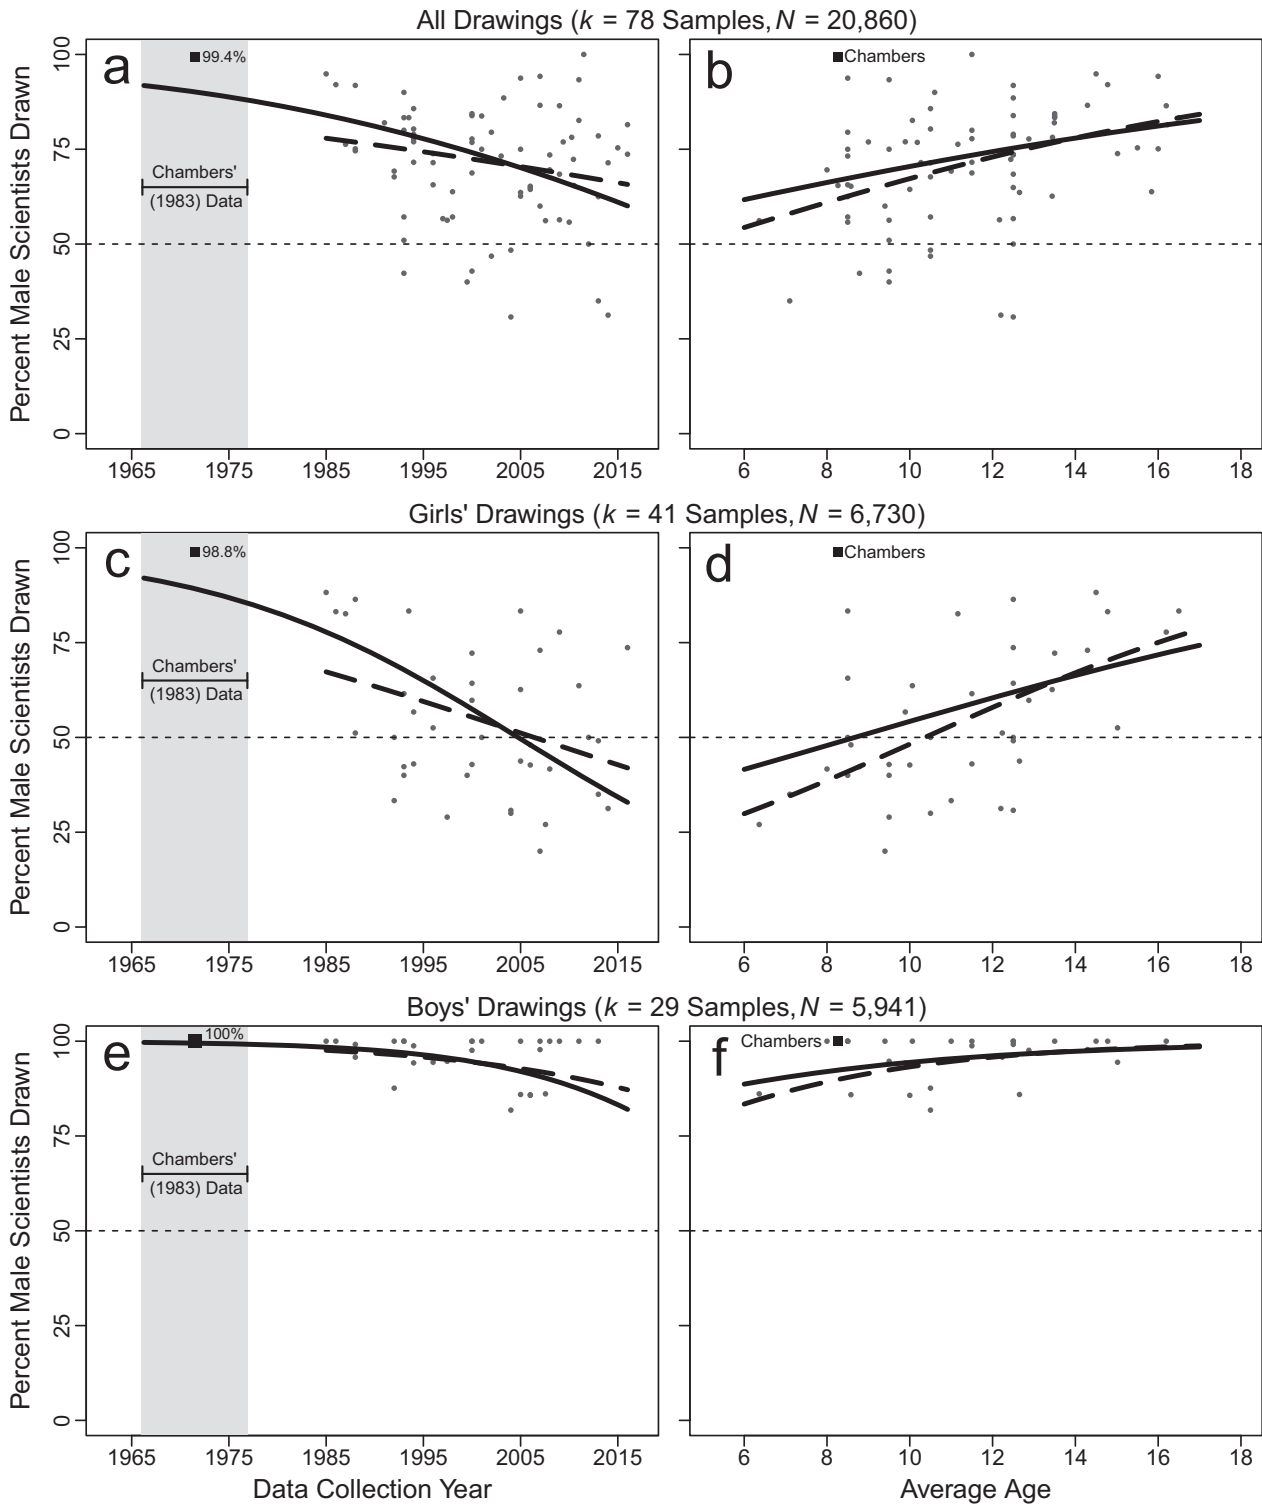 All Drawings (k = 78 Samples, N = 20,860)
Percent Male Scientists Drawn
100
75
50
25
0
a
99.4%
Chambers'
(1983) Data
1965 1975 1985 1995 2005 2015
b
Chambers
6 8 10 12 14 16 18
Girls' Drawings (k = 41 Samples, N = 6,730)
Percent Male Scientists Drawn
100
75
50
25
0
c
98.8%
Chambers'
(1983) Data
1965 1975 1985 1995 2005 2015
d
Chambers
6 8 10 12 14 16 18
Boys' Drawings (k = 29 Samples, N = 5,941)
Percent Male Scientists Drawn
100
75
50
25
0
e
100%
Chambers'
(1983) Data
1965 1975 1985 1995 2005 2015
Data Collection Year
f
Chambers
6 8 10 12 14 16 18
Average Age